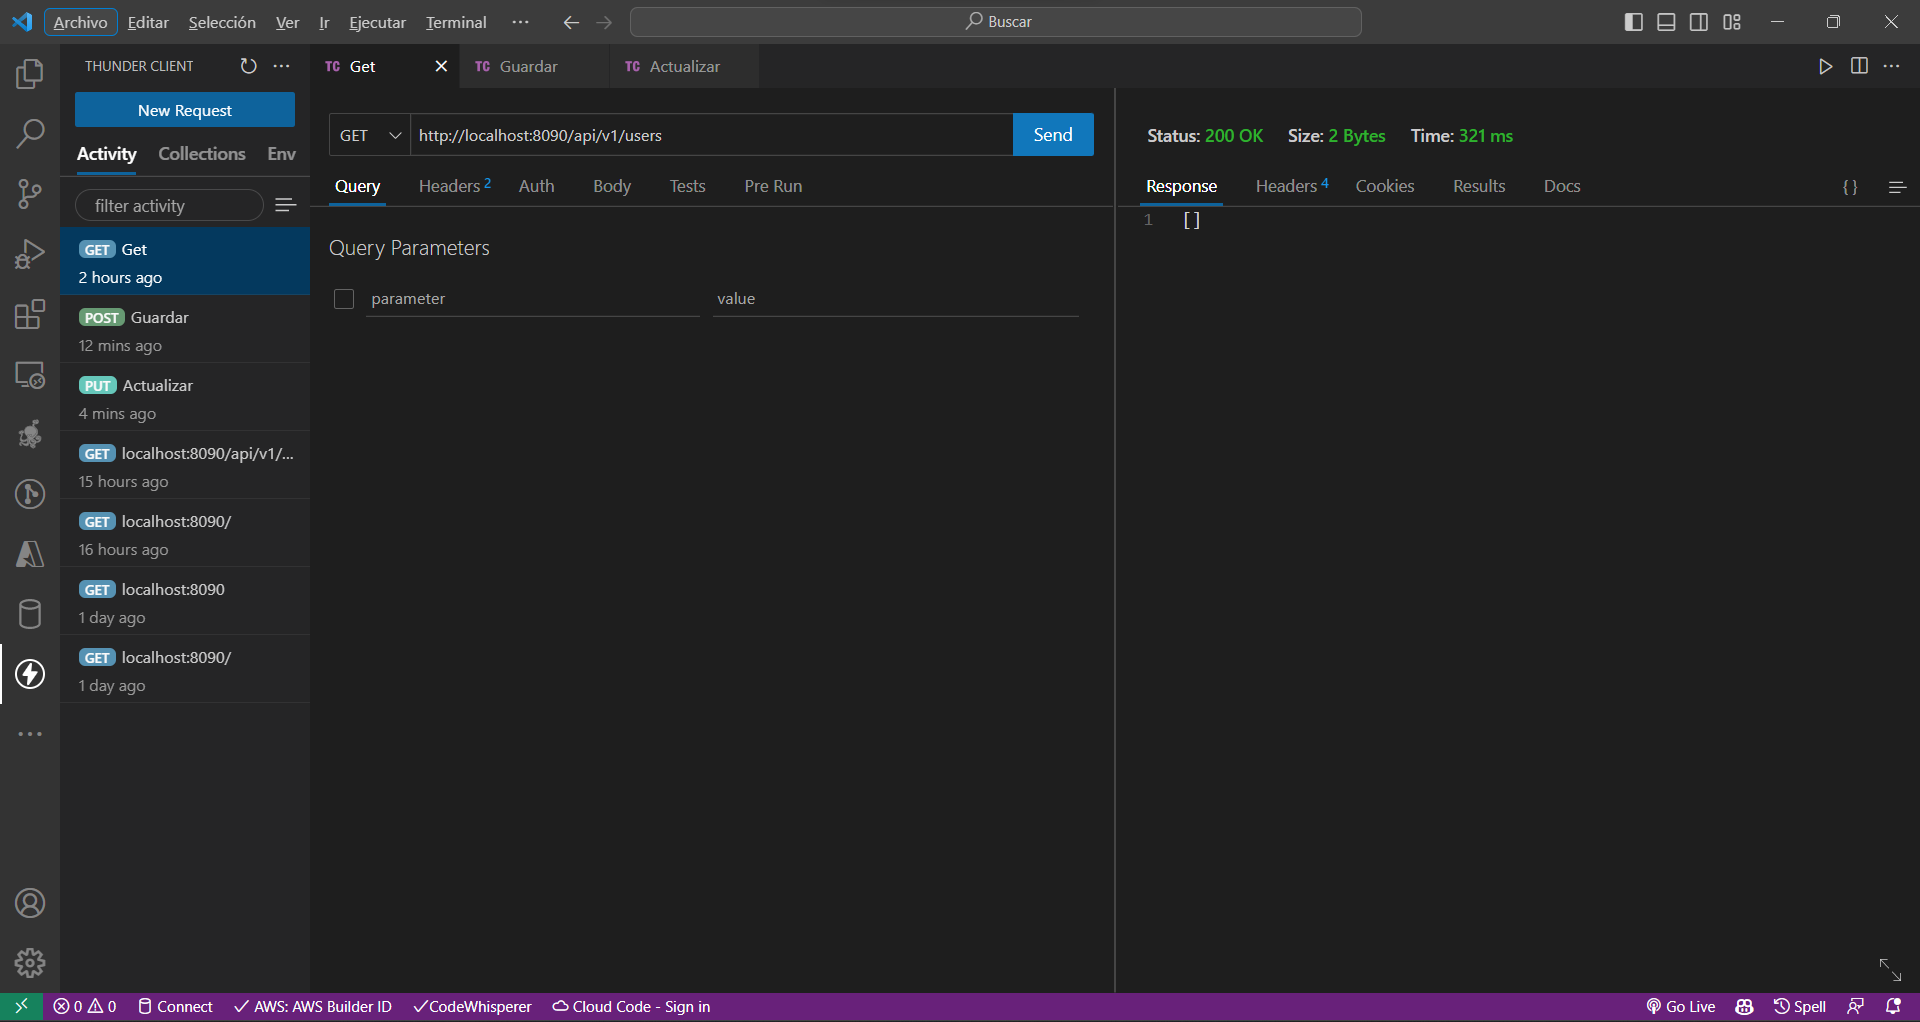 Archivo Editar Selección Ver Ir Ejecutar Terminal ··· Buscar
THUNDER CLIENT ···
New Request
Activity Collections Env
filter activity
GET Get
2 hours ago
POST Guardar
12 mins ago
PUT Actualizar
4 mins ago
GET localhost:8090/api/v1/...
15 hours ago
GET localhost:8090/
16 hours ago
GET localhost:8090
1 day ago
GET localhost:8090/
1 day ago
TC Get TC Guardar TC Actualizar
GET http://localhost:8090/api/v1/users Send
Query Headers 2 Auth Body Tests Pre Run
Query Parameters
parameter value
Status: 200 OK Size: 2 Bytes Time: 321 ms
Response Headers 4 Cookies Results Docs {}
1 []
0 0 Connect AWS: AWS Builder ID CodeWhisperer Cloud Code - Sign in Go Live Spell